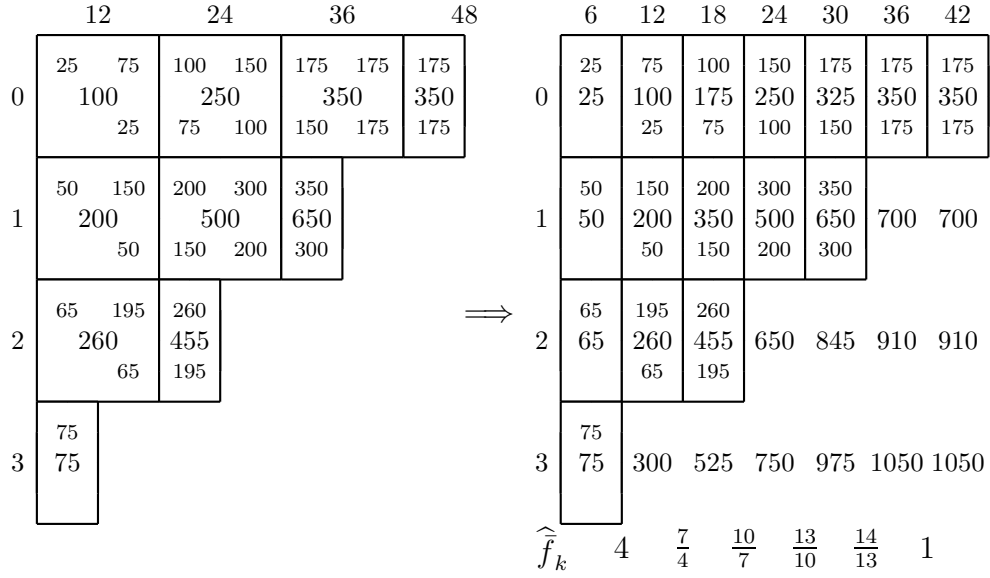 12 24 36 48 6 12 18 24 30 36 42
25 75 100 150 175 175 175 25 75 100 150 175 175 175
0 100 250 350 350 0 25 100 175 250 325 350 350
25 75 100 150 175 175 25 75 100 150 175 175
50 150 200 300 350 50 150 200 300 350
1 200 500 650 1 50 200 350 500 650 700 700
50 150 200 300 50 150 200 300
65 195 260 ⟹ 65 195 260
2 260 455 2 65 260 455 650 845 910 910
65 195 65 195
75 75
3 75 3 75 300 525 750 975 1050 1050
$\widehat{\bar{f}}_k$ 4 7/4 10/7 13/10 14/13 1